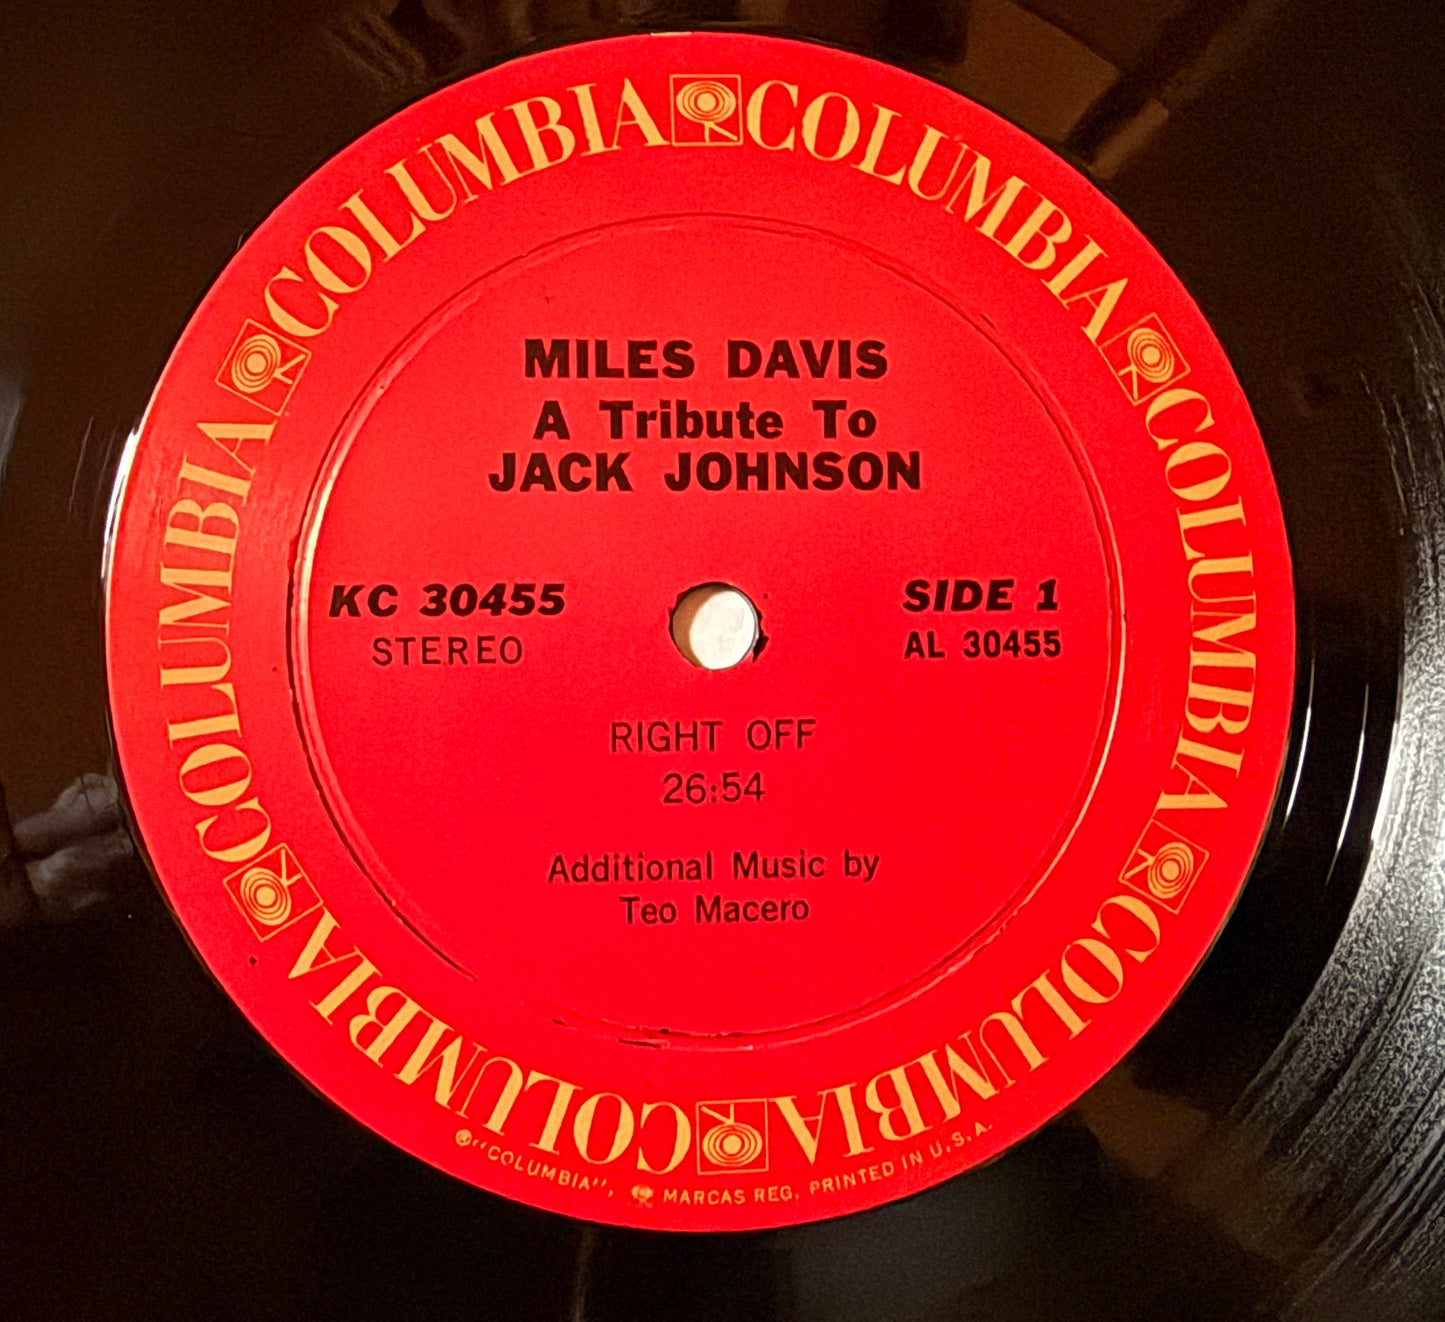 COLUMBIA COLUMBIA COLUMBIA COLUMBIA COLUMBIA COLUMBIA
MILES DAVIS
A Tribute To
JACK JOHNSON
KC 30455
STEREO
SIDE 1
AL 30455
RIGHT OFF
26:54
Additional Music by
Teo Macero
®"COLUMBIA", MARCAS REG. PRINTED IN U.S.A.